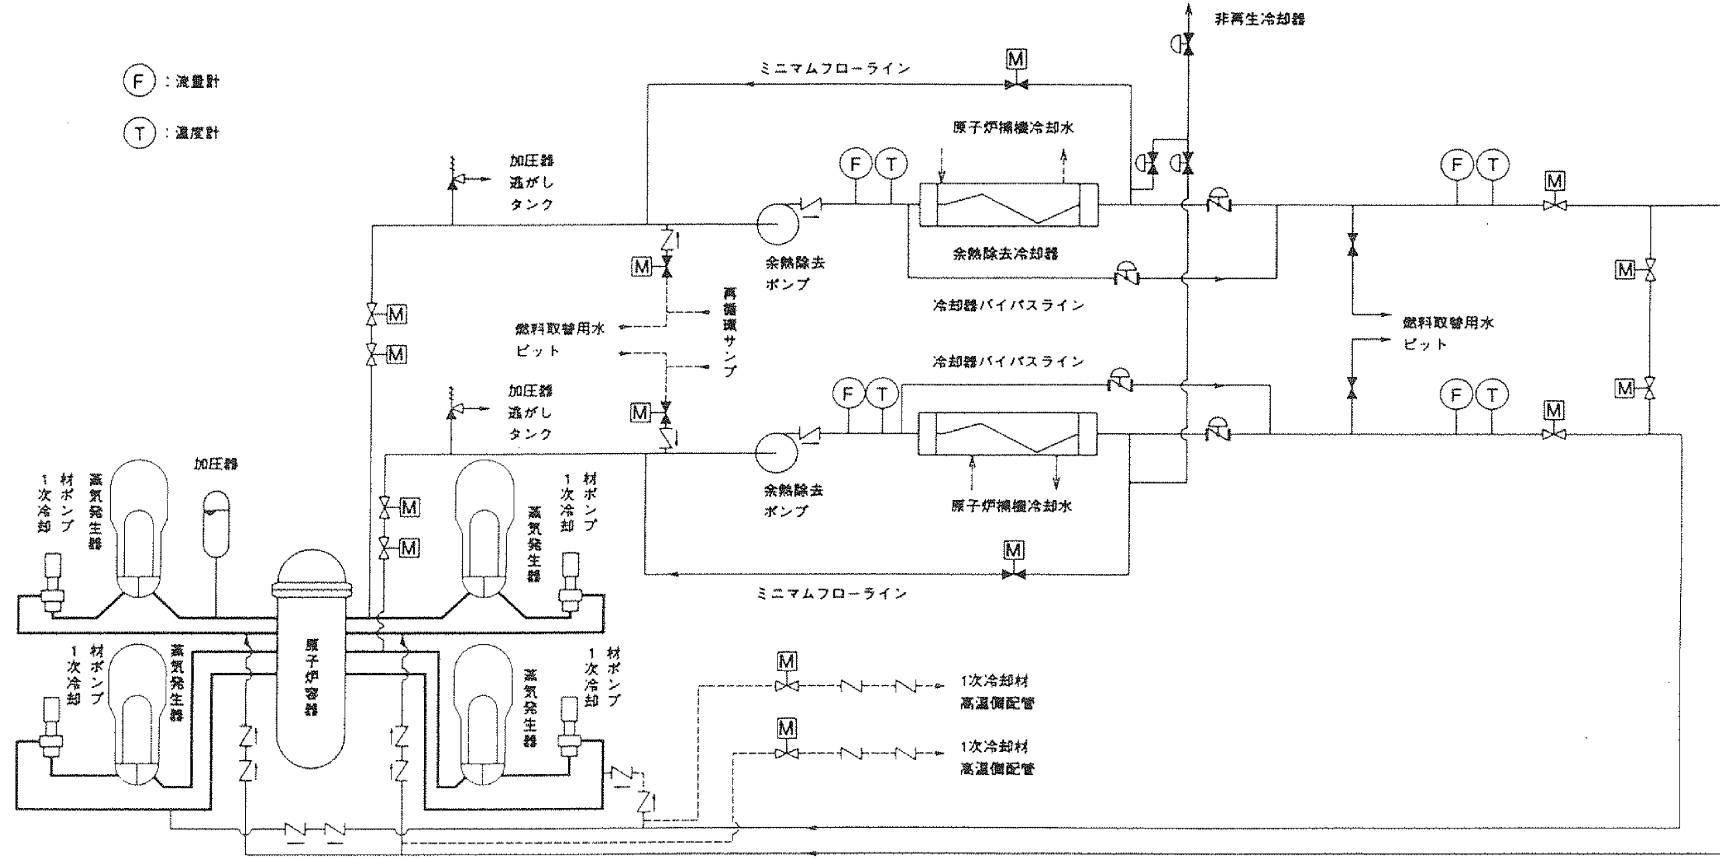 非再生冷却器
F : 流量計
T : 温度計
ミニマムフローライン
M
原子炉補機冷却水
加圧器
逃がし
タンク
F T
F T
M
余熱除去
ポンプ
余熱除去冷却器
M
M
M
M
再循環サンプ
冷却器バイパスライン
燃料取替用水
ピット
燃料取替用水
ピット
冷却器バイパスライン
加圧器
逃がし
タンク
M
F T
F T
M
M
加圧器
余熱除去
ポンプ
原子炉補機冷却水
1次冷却
材ポンプ
蒸気発生器
蒸気発生器
1次冷却
材ポンプ
M
M
M
ミニマムフローライン
原子炉容器
1次冷却
材ポンプ
蒸気発生器
蒸気発生器
1次冷却
材ポンプ
M
1次冷却材
高温側配管
M
1次冷却材
高温側配管